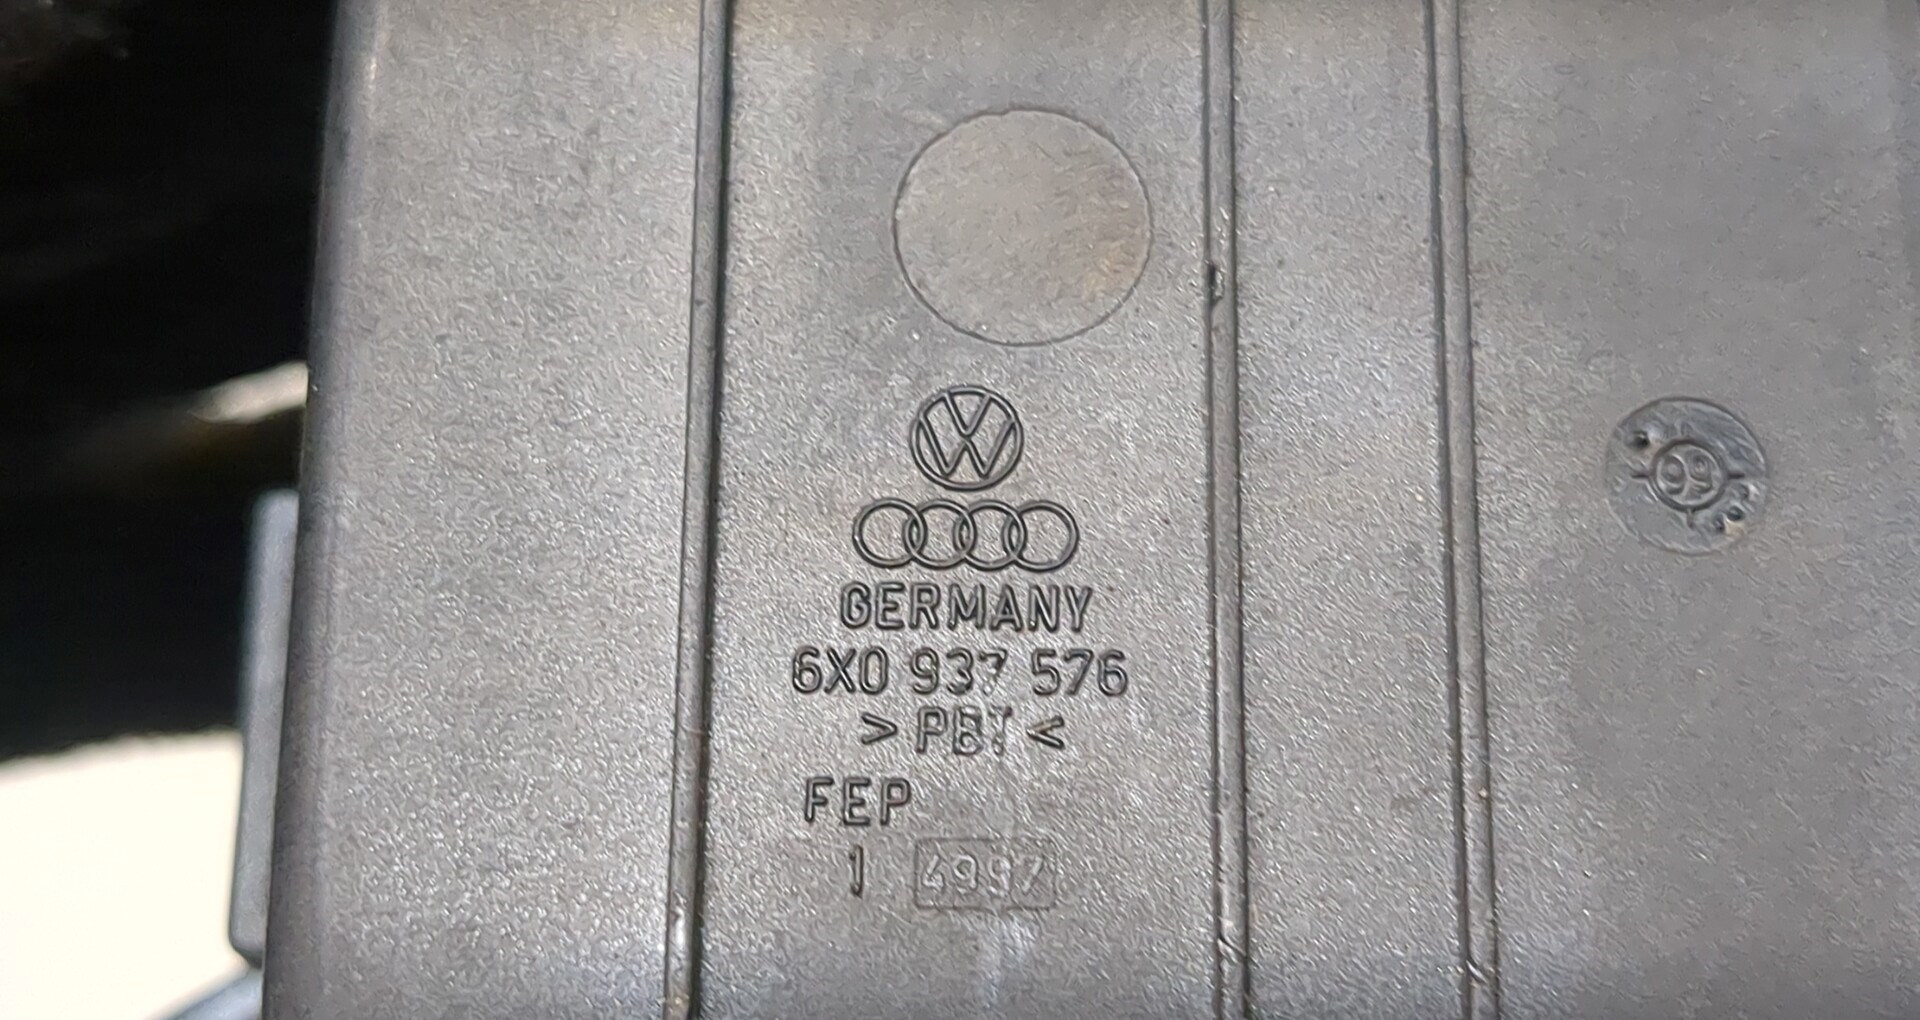 GERMANY
6X0 937 576
> PBT <
FEP
1 4997
99